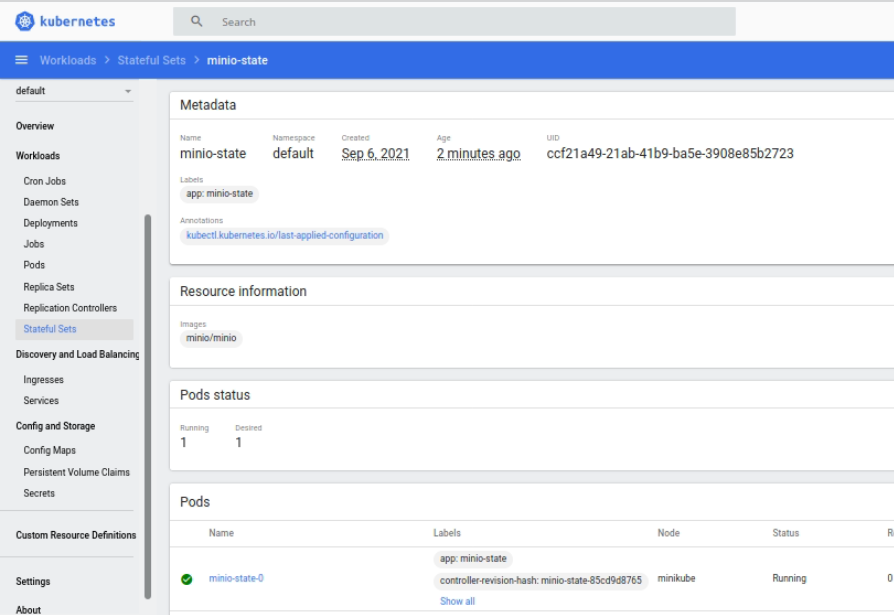 kubernetes
Search
Workloads > Stateful Sets > minio-state
default
Overview
Workloads
Cron Jobs
Daemon Sets
Deployments
Jobs
Pods
Replica Sets
Replication Controllers
Stateful Sets
Discovery and Load Balancing
Ingresses
Services
Config and Storage
Config Maps
Persistent Volume Claims
Secrets
Custom Resource Definitions
Settings
About
Metadata
Name Namespace Created Age UID
minio-state default Sep 6, 2021 2 minutes ago ccf21a49-21ab-41b9-ba5e-3908e85b2723
Labels
app: minio-state
Annotations
kubectl.kubernetes.io/last-applied-configuration
Resource information
Images
minio/minio
Pods status
Running Desired
1 1
Pods
Name Labels Node Status
app: minio-state
minio-state-0 controller-revision-hash: minio-state-85cd9d8765 minikube Running 0
Show all